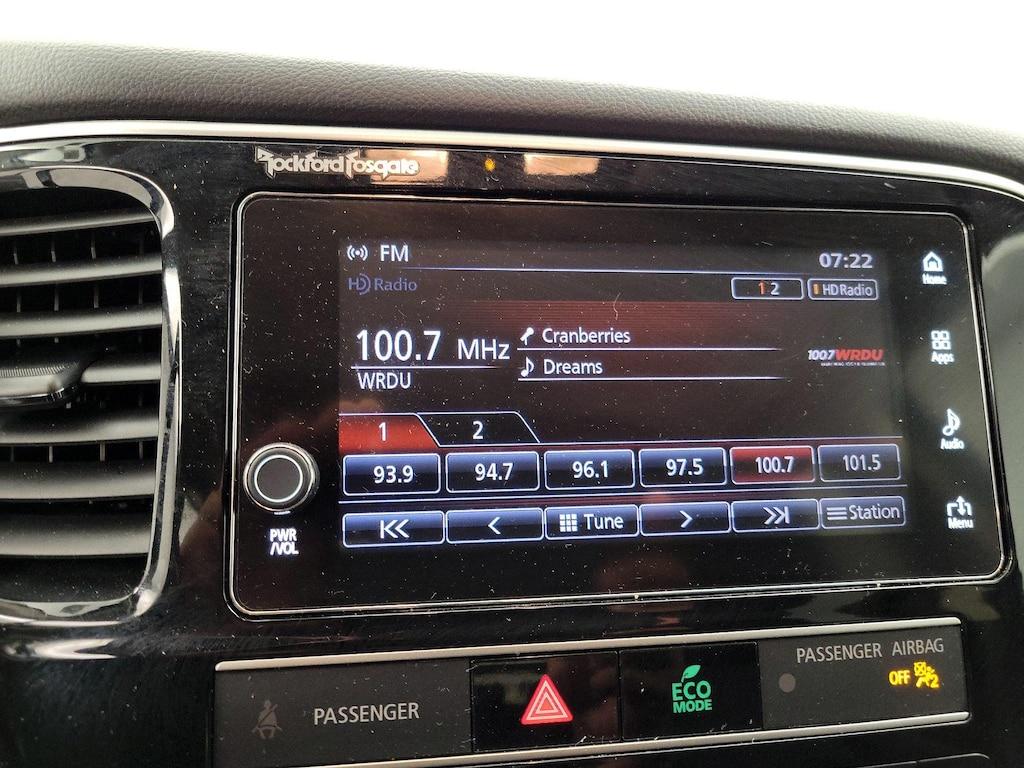 Rockford Fosgate
FM
07:22
HD Radio
1 2
HD Radio
100.7 MHz
Cranberries
100.7 WRDU
WRDU
Dreams
1
2
93.9
94.7
96.1
97.5
100.7
101.5
Tune
Station
Home
Apps
Audio
Menu
PWR
/VOL
PASSENGER
ECO
MODE
PASSENGER AIRBAG
OFF
2